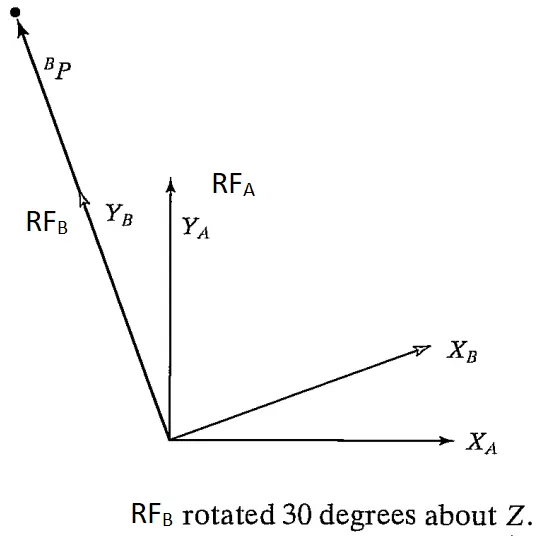 ᴮP
RF_A
RF_B
Y_B
Y_A
X_B
X_A
RF_B rotated 30 degrees about Z.